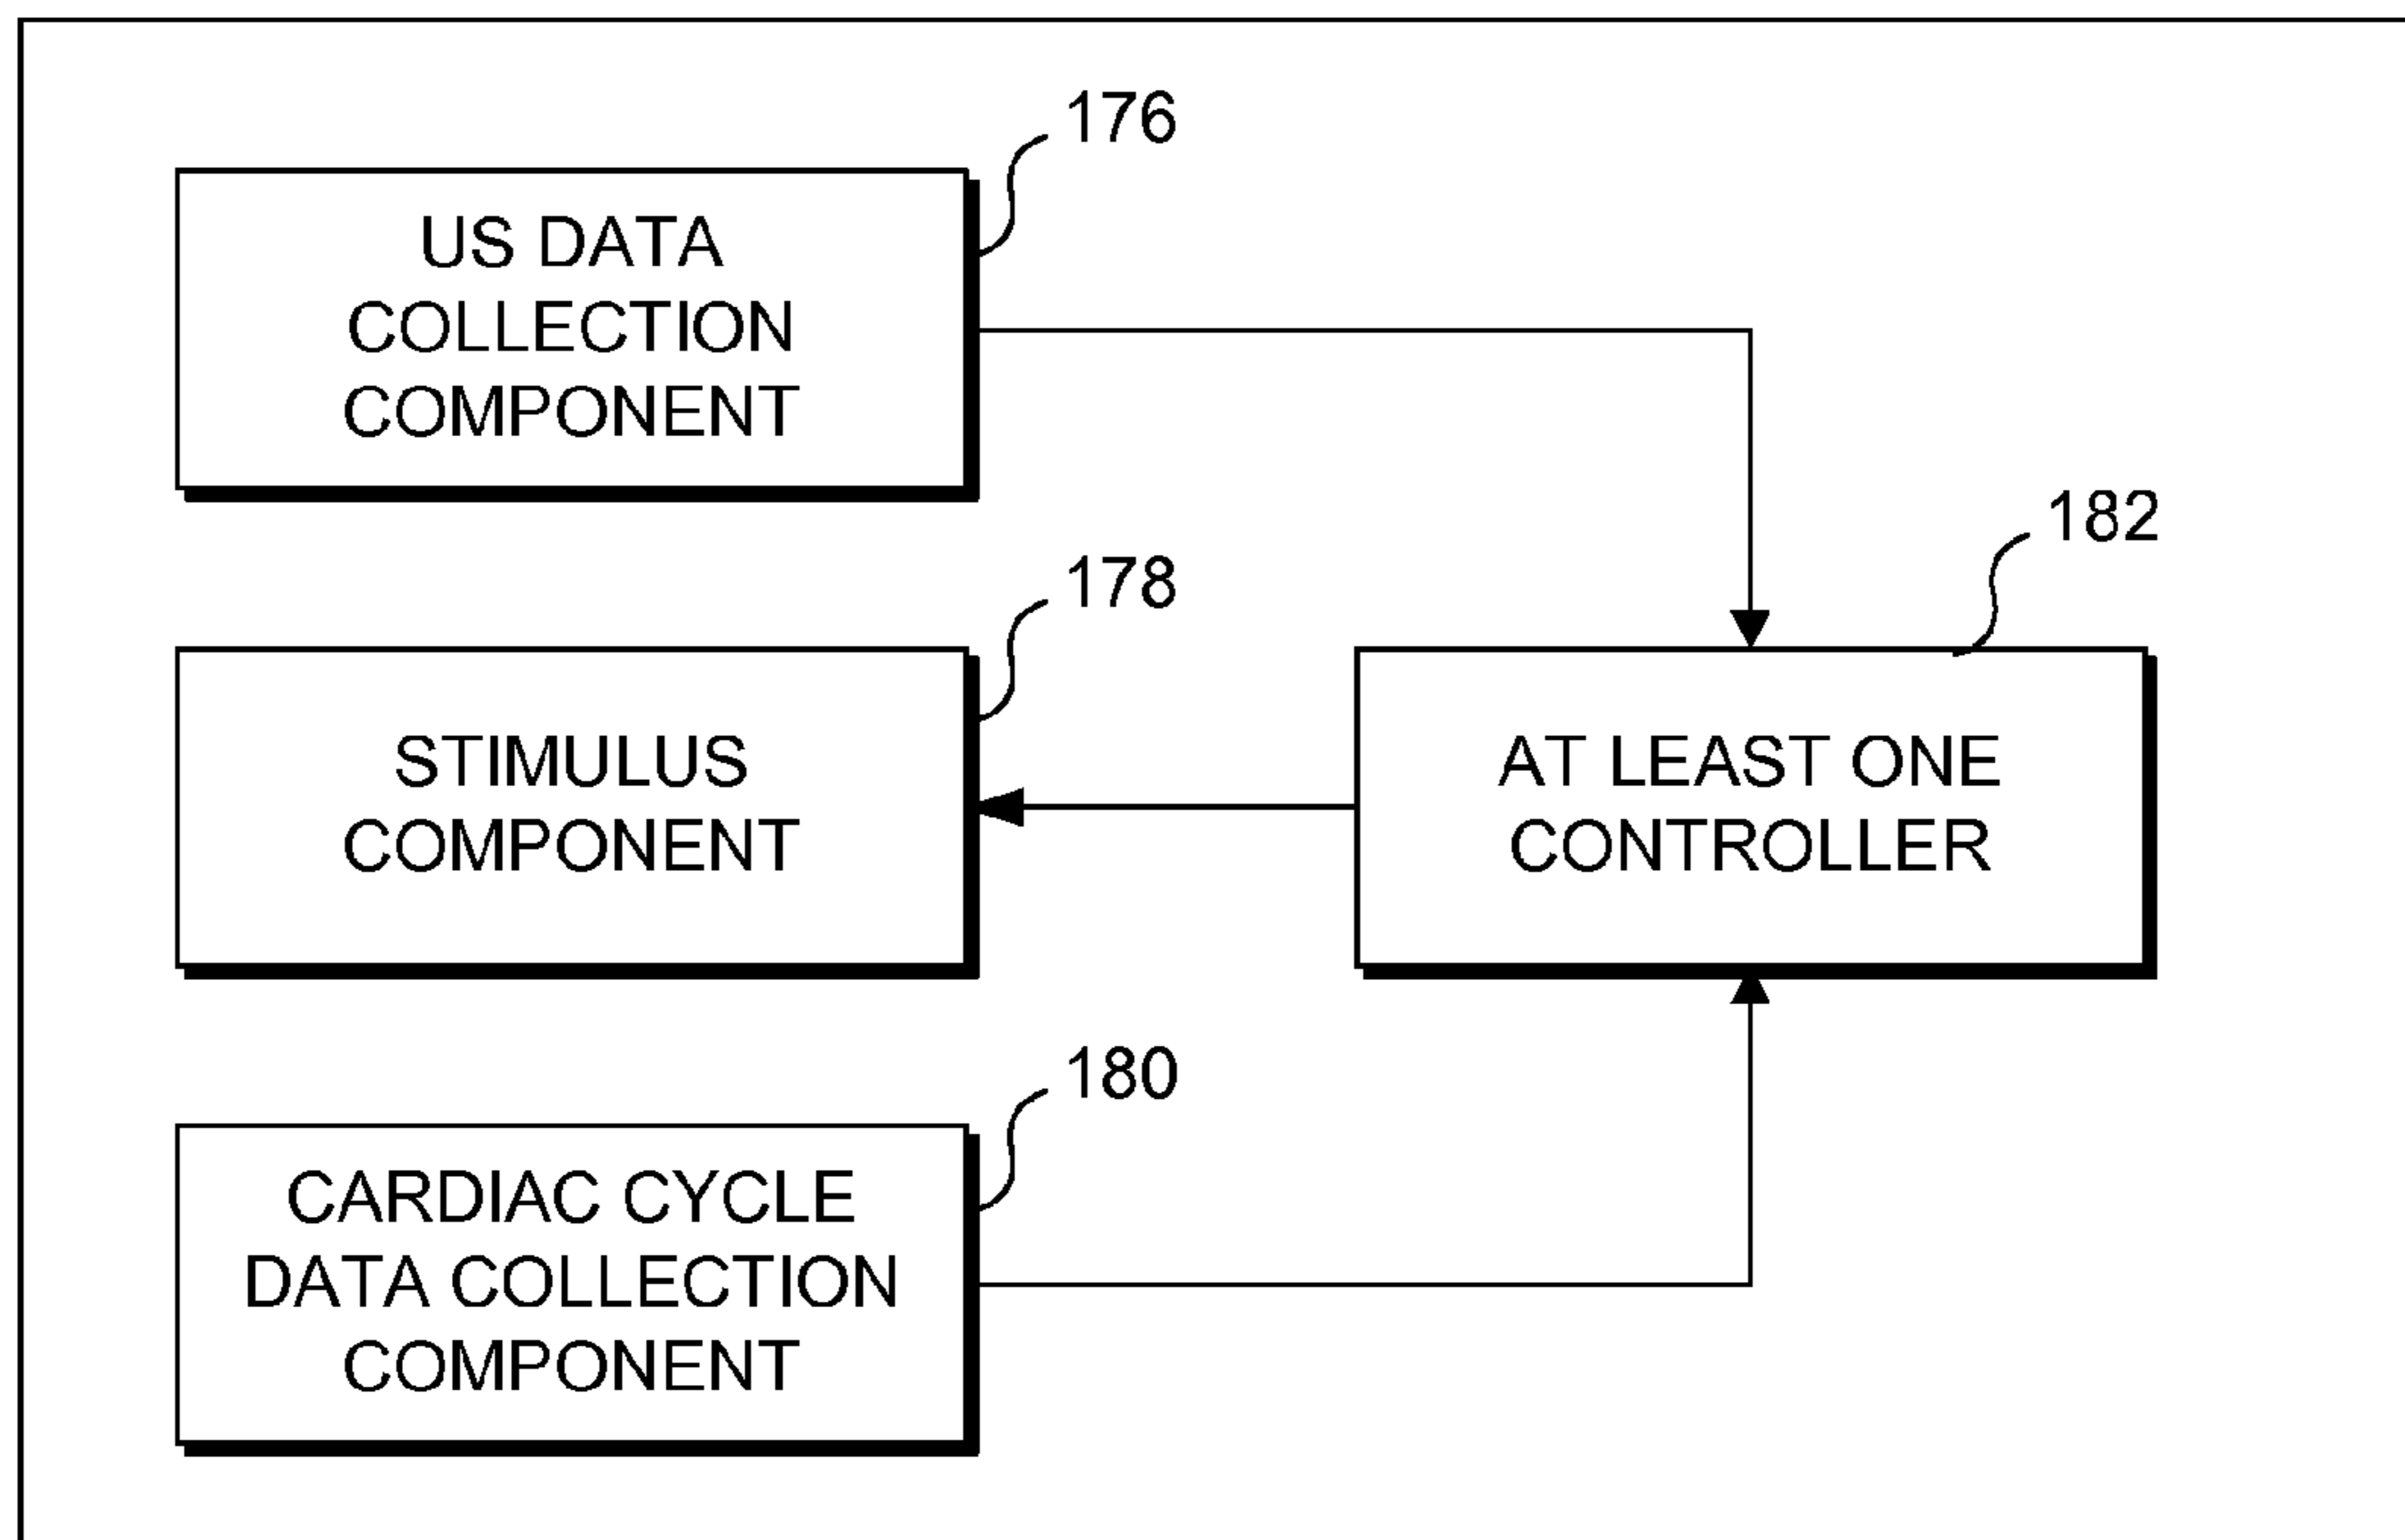 176
US DATA
COLLECTION
COMPONENT
182
178
STIMULUS
COMPONENT
AT LEAST ONE
CONTROLLER
180
CARDIAC CYCLE
DATA COLLECTION
COMPONENT